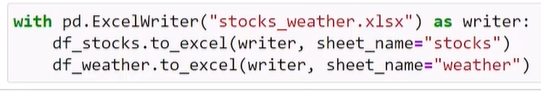 with pd.ExcelWriter("stocks_weather.xlsx") as writer:
    df_stocks.to_excel(writer, sheet_name="stocks")
    df_weather.to_excel(writer, sheet_name="weather")